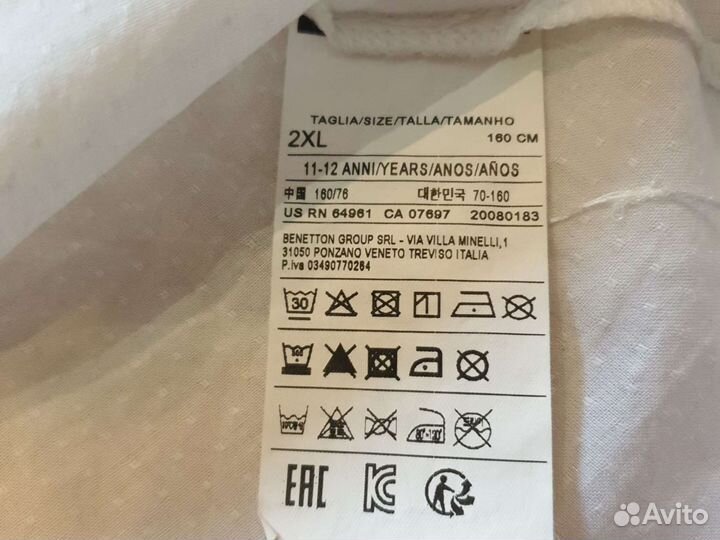 TAGLIA/SIZE/TALLA/TAMANHO
2XL 160 CM
11-12 ANNI/YEARS/ANOS/AÑOS
中国 160/76 대한민국 70-160
US RN 64961 CA 07697 20080183
BENETTON GROUP SRL - VIA VILLA MINELLI,1
31050 PONZANO VENETO TREVISO ITALIA
P.iva 03490770264
30
EAC
Avito